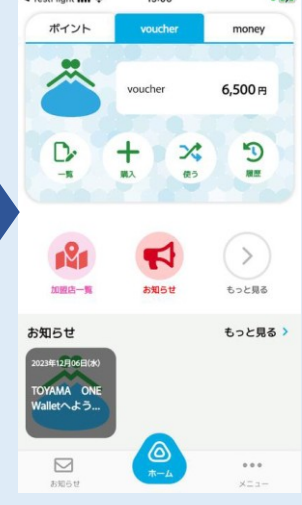 TestFlight
ポイント voucher money
voucher 6,500円
一覧 購入 使う 履歴
加盟店一覧 お知らせ もっと見る
お知らせ もっと見る
2023年12月06日(水)
TOYAMA ONE
Walletへよう...
お知らせ ホーム メニュー